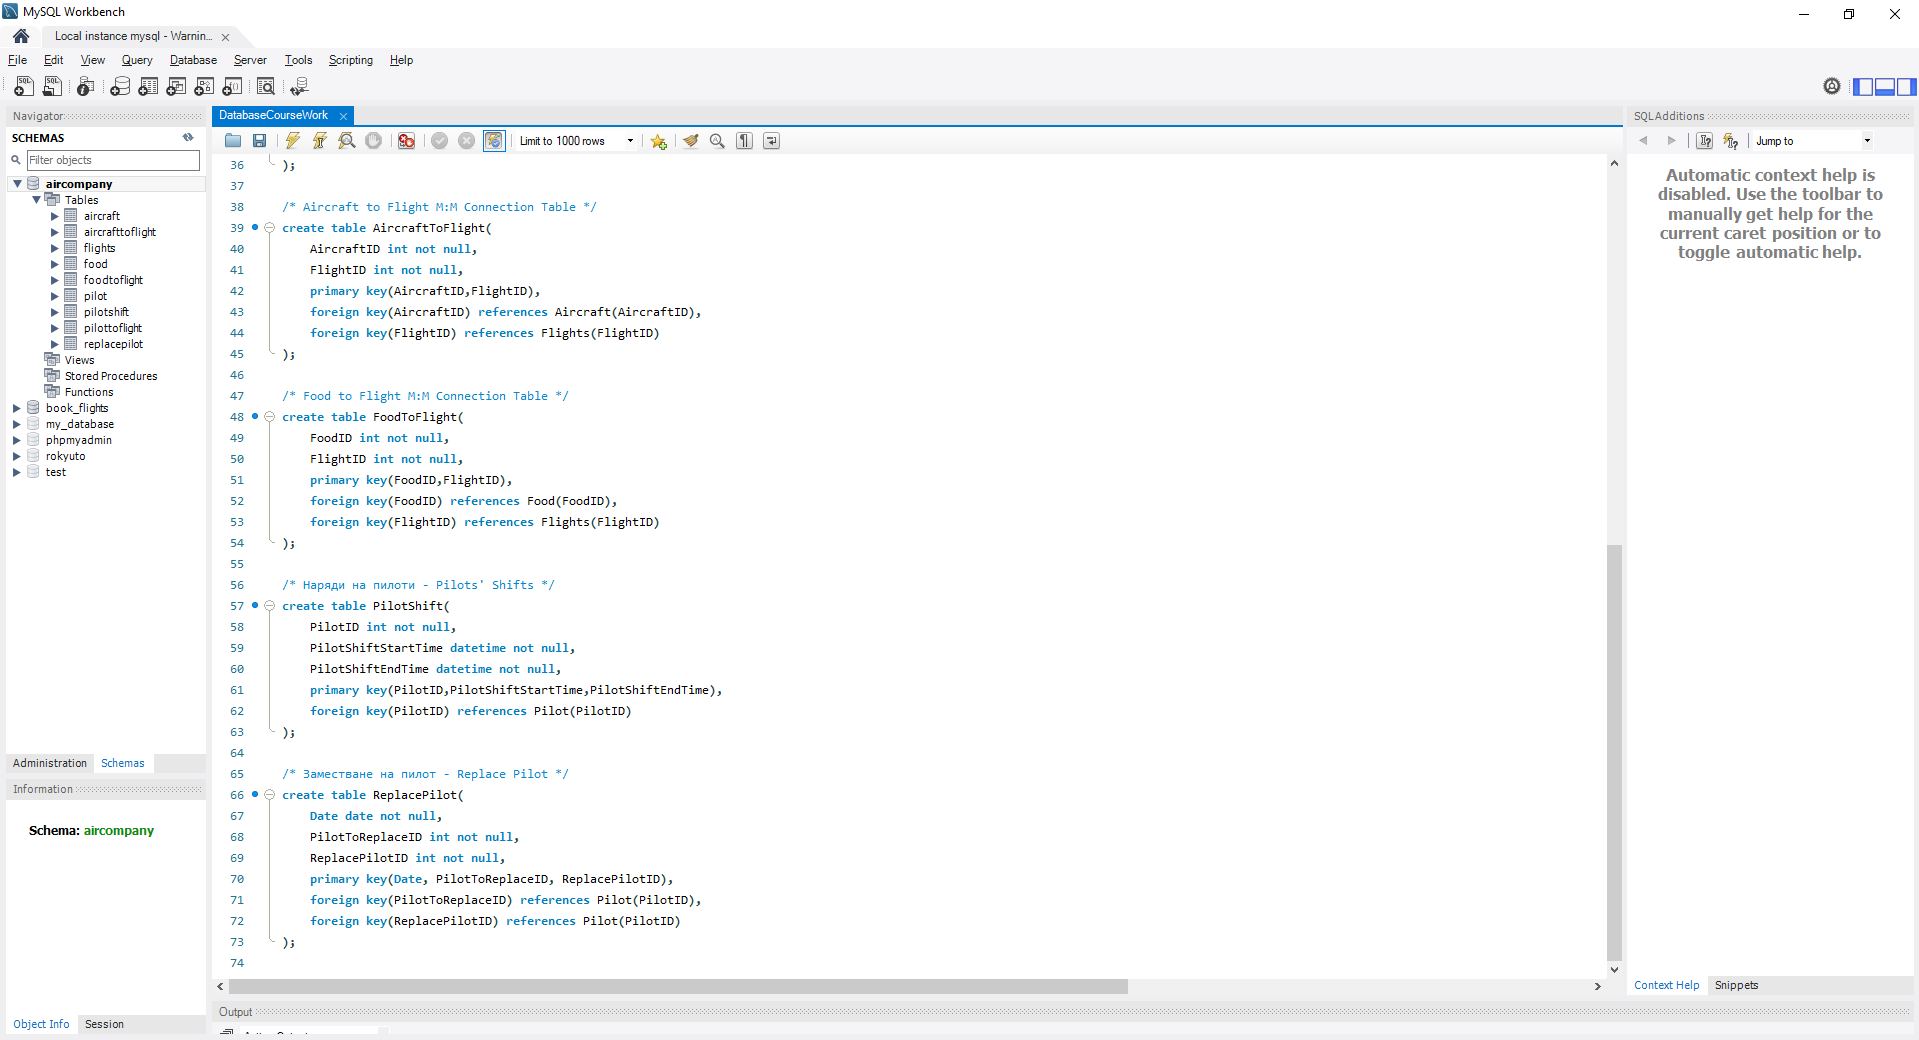 MySQL Workbench
Local instance mysql - Warnin...
File Edit View Query Database Server Tools Scripting Help
Navigator
SCHEMAS
Filter objects
aircompany
Tables
aircraft
aircrafttoflight
flights
food
foodtoflight
pilot
pilotshift
pilottoflight
replacepilot
Views
Stored Procedures
Functions
book_flights
my_database
phpmyadmin
rokyuto
test
Administration Schemas
Information
Schema: aircompany
Object Info Session
DatabaseCourseWork
Limit to 1000 rows
36 );
37
38 /* Aircraft to Flight M:M Connection Table */
39 create table AircraftToFlight(
40 AircraftID int not null,
41 FlightID int not null,
42 primary key(AircraftID,FlightID),
43 foreign key(AircraftID) references Aircraft(AircraftID),
44 foreign key(FlightID) references Flights(FlightID)
45 );
46
47 /* Food to Flight M:M Connection Table */
48 create table FoodToFlight(
49 FoodID int not null,
50 FlightID int not null,
51 primary key(FoodID,FlightID),
52 foreign key(FoodID) references Food(FoodID),
53 foreign key(FlightID) references Flights(FlightID)
54 );
55
56 /* Наряди на пилоти - Pilots' Shifts */
57 create table PilotShift(
58 PilotID int not null,
59 PilotShiftStartTime datetime not null,
60 PilotShiftEndTime datetime not null,
61 primary key(PilotID,PilotShiftStartTime,PilotShiftEndTime),
62 foreign key(PilotID) references Pilot(PilotID)
63 );
64
65 /* Заместване на пилот - Replace Pilot */
66 create table ReplacePilot(
67 Date date not null,
68 PilotToReplaceID int not null,
69 ReplacePilotID int not null,
70 primary key(Date, PilotToReplaceID, ReplacePilotID),
71 foreign key(PilotToReplaceID) references Pilot(PilotID),
72 foreign key(ReplacePilotID) references Pilot(PilotID)
73 );
74
Output
SQLAdditions
Jump to
Automatic context help is
disabled. Use the toolbar to
manually get help for the
current caret position or to
toggle automatic help.
Context Help Snippets